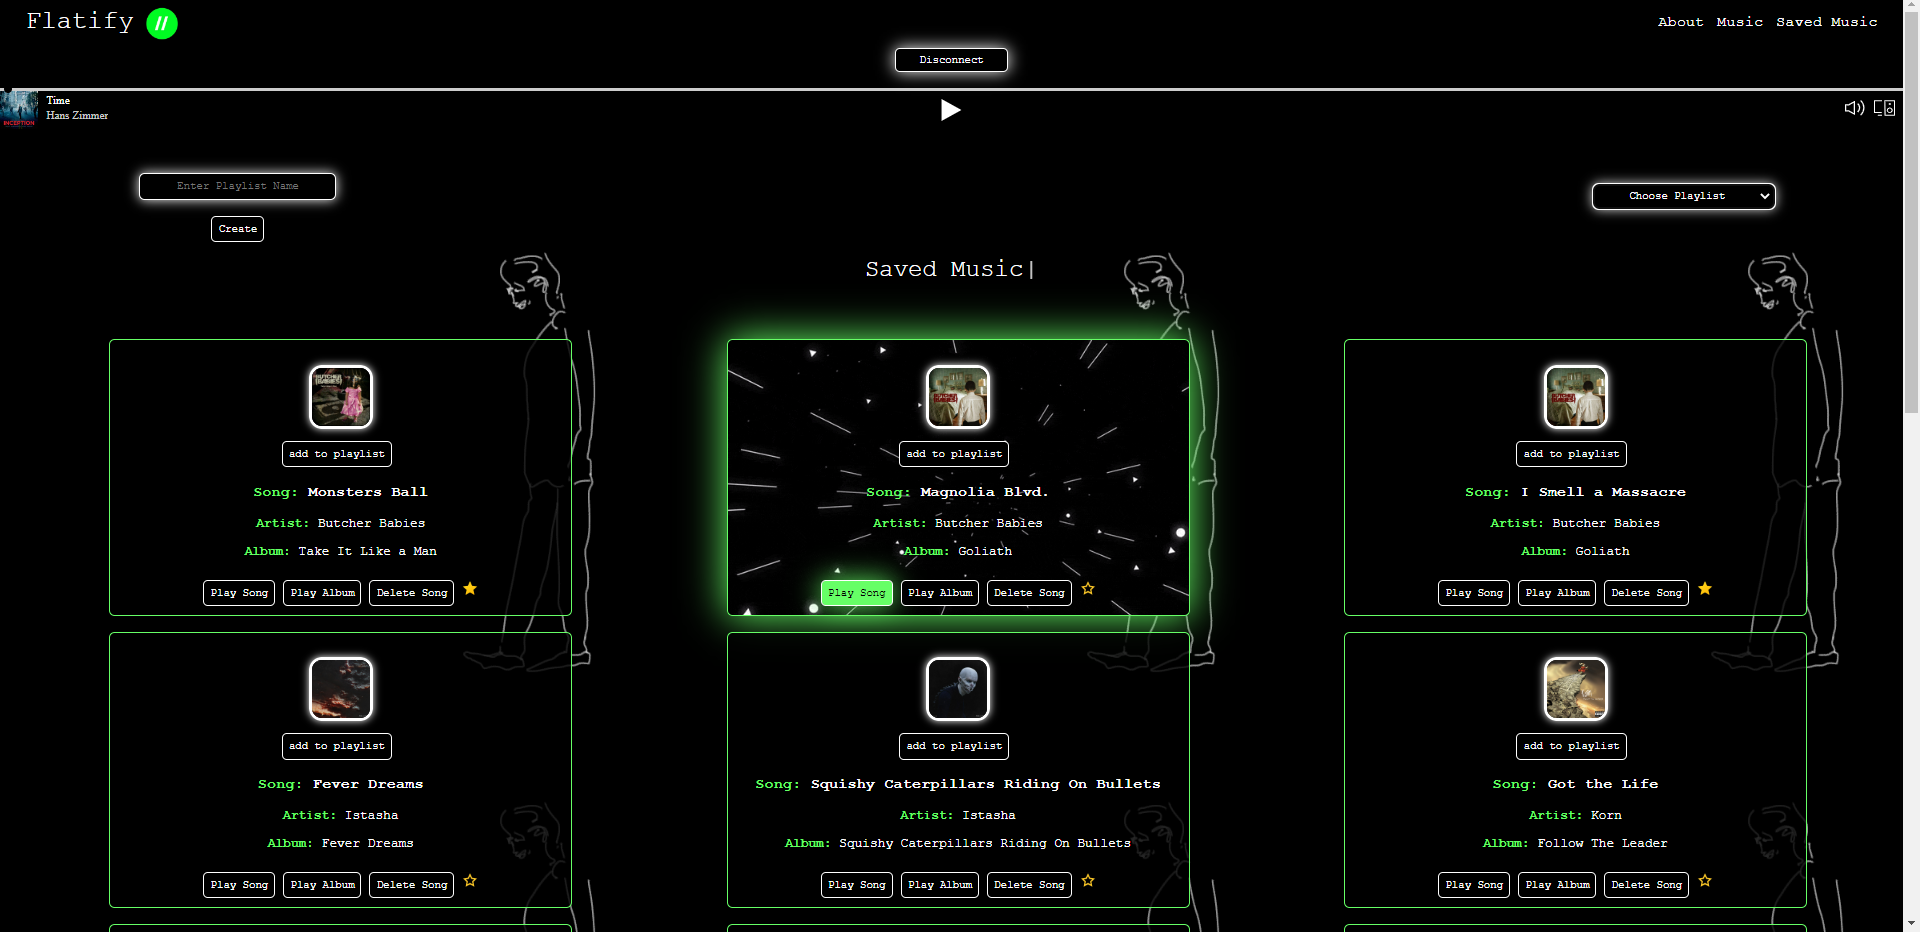 Flatify //
About Music Saved Music
Disconnect
Time
Hans Zimmer
Enter Playlist Name
Choose Playlist
Create
Saved Music|
add to playlist
Song: Monsters Ball
Artist: Butcher Babies
Album: Take It Like a Man
Play Song Play Album Delete Song
add to playlist
Song: Magnolia Blvd.
Artist: Butcher Babies
Album: Goliath
Play Song Play Album Delete Song
add to playlist
Song: I Smell a Massacre
Artist: Butcher Babies
Album: Goliath
Play Song Play Album Delete Song
add to playlist
Song: Fever Dreams
Artist: Istasha
Album: Fever Dreams
Play Song Play Album Delete Song
add to playlist
Song: Squishy Caterpillars Riding On Bullets
Artist: Istasha
Album: Squishy Caterpillars Riding On Bullets
Play Song Play Album Delete Song
add to playlist
Song: Got the Life
Artist: Korn
Album: Follow The Leader
Play Song Play Album Delete Song